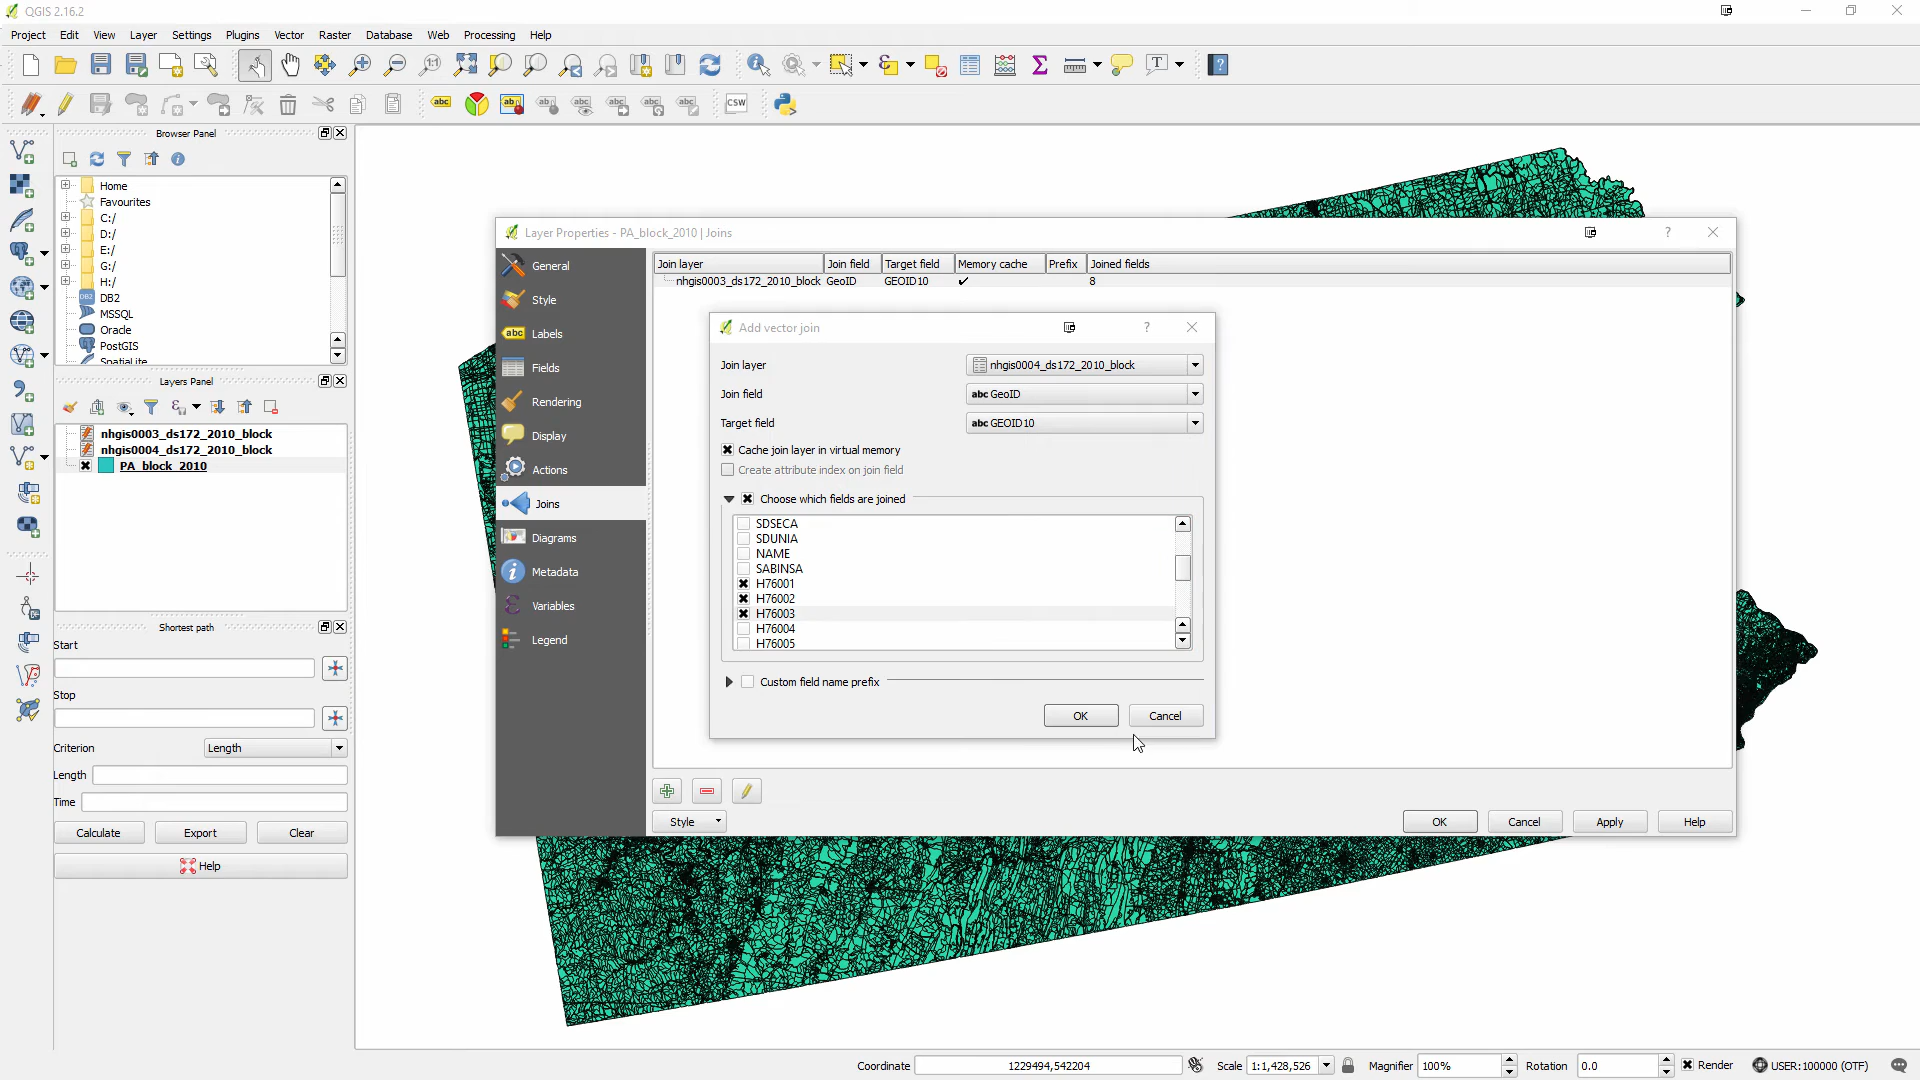 QGIS 2.16.2
Project Edit View Layer Settings Plugins Vector Raster Database Web Processing Help
Browser Panel
Home
Favourites
C:/
D:/
E:/
G:/
H:/
DB2
MSSQL
Oracle
PostGIS
SpatiaLite
Layers Panel
nhgis0003_ds172_2010_block
nhgis0004_ds172_2010_block
PA_block_2010
Shortest path
Start
Stop
Criterion Length
Length
Time
Calculate Export Clear
Help
Layer Properties - PA_block_2010 | Joins
General
Style
Labels
Fields
Rendering
Display
Actions
Joins
Diagrams
Metadata
Variables
Legend
Join layer Join field Target field Memory cache Prefix Joined fields
nhgis0003_ds172_2010_block GeoID GEOID10 ✓ 8
Add vector join
Join layer nhgis0004_ds172_2010_block
Join field abc GeoID
Target field abc GEOID10
Cache join layer in virtual memory
Create attribute index on join field
Choose which fields are joined
SDSECA
SDUNIA
NAME
SABINSA
H76001
H76002
H76003
H76004
H76005
Custom field name prefix
OK Cancel
Style
OK Cancel Apply Help
Coordinate 1229494,542204 Scale 1:1,428,526 Magnifier 100% Rotation 0.0 Render USER:100000 (OTF)